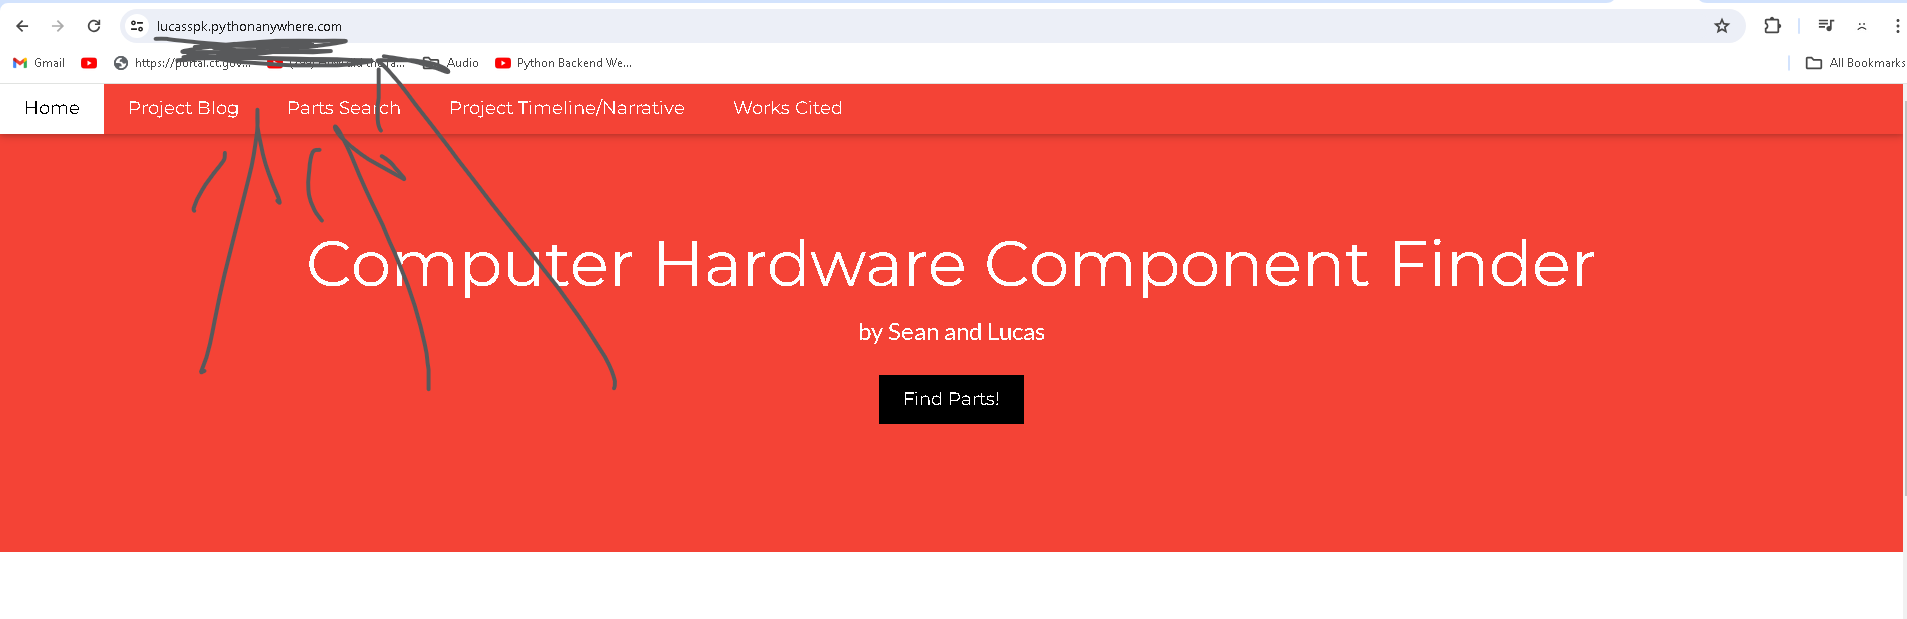 lucasspk.pythonanywhere.com
Gmail https://portal.ct.gov... Audio Python Backend We... All Bookmarks
Home Project Blog Parts Search Project Timeline/Narrative Works Cited
Computer Hardware Component Finder
by Sean and Lucas
Find Parts!